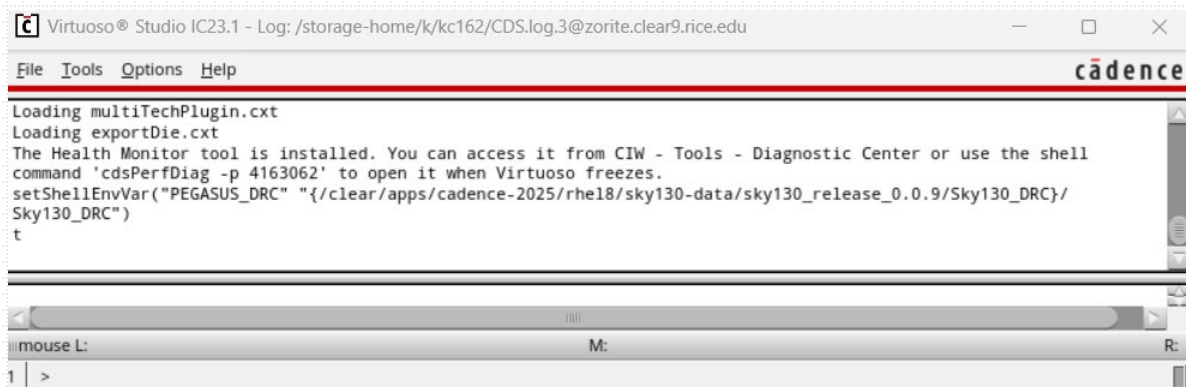 Virtuoso® Studio IC23.1 - Log: /storage-home/k/kc162/CDS.log.3@zorite.clear9.rice.edu
File Tools Options Help cādence
Loading multiTechPlugin.cxt
Loading exportDie.cxt
The Health Monitor tool is installed. You can access it from CIW - Tools - Diagnostic Center or use the shell
command 'cdsPerfDiag -p 4163062' to open it when Virtuoso freezes.
setShellEnvVar("PEGASUS_DRC" "{/clear/apps/cadence-2025/rhel8/sky130-data/sky130_release_0.0.9/Sky130_DRC}/
Sky130_DRC")
t
mouse L: M: R:
1 >